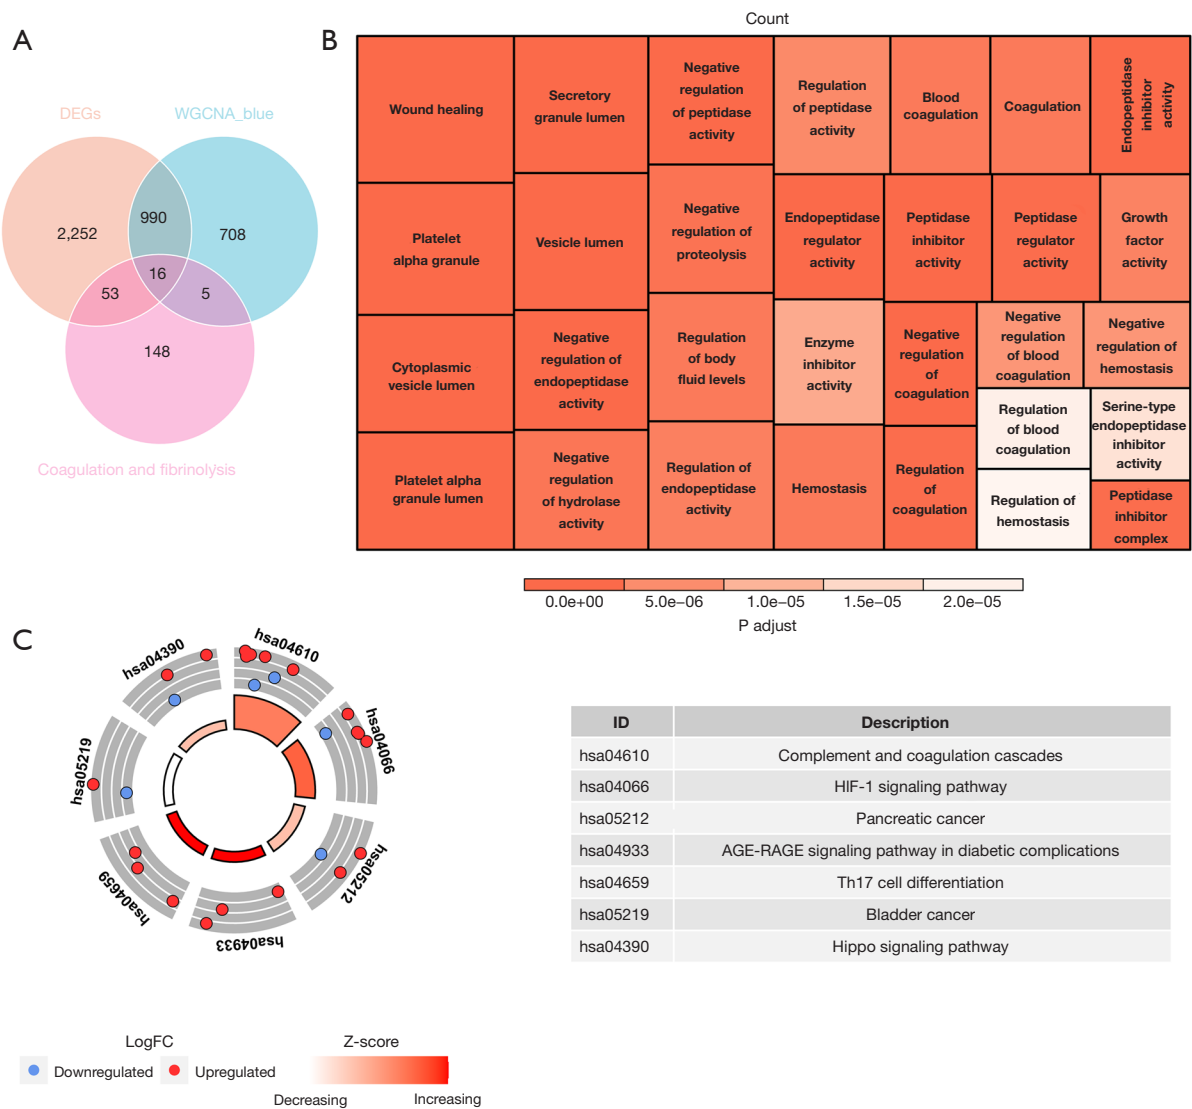 A
DEGs
WGCNA_blue
2,252
990
708
16
53
5
148
Coagulation and fibrinolysis
B
Count
Wound healing
Platelet
alpha granule
Cytoplasmic
vesicle lumen
Platelet alpha
granule lumen
Secretory
granule lumen
Vesicle lumen
Negative
regulation of
endopeptidase
activity
Negative
regulation
of hydrolase
activity
Negative
regulation
of peptidase
activity
Negative
regulation of
proteolysis
Regulation
of body
fluid levels
Regulation of
endopeptidase
activity
Regulation
of peptidase
activity
Endopeptidase
regulator
activity
Enzyme
inhibitor
activity
Hemostasis
Blood
coagulation
Coagulation
Endopeptidase
inhibitor
activity
Peptidase
inhibitor
activity
Peptidase
regulator
activity
Growth
factor
activity
Negative
regulation
of
coagulation
Regulation
of
coagulation
Negative
regulation
of blood
coagulation
Negative
regulation of
hemostasis
Regulation
of blood
coagulation
Regulation of
hemostasis
Serine-type
endopeptidase
inhibitor
activity
Peptidase
inhibitor
complex
0.0e+00 5.0e−06 1.0e−05 1.5e−05 2.0e−05
P adjust
C
hsa04390
hsa04610
hsa04066
hsa05212
hsa04933
hsa04659
hsa05219
ID Description
hsa04610 Complement and coagulation cascades
hsa04066 HIF-1 signaling pathway
hsa05212 Pancreatic cancer
hsa04933 AGE-RAGE signaling pathway in diabetic complications
hsa04659 Th17 cell differentiation
hsa05219 Bladder cancer
hsa04390 Hippo signaling pathway
LogFC
Downregulated Upregulated
Z-score
Decreasing Increasing